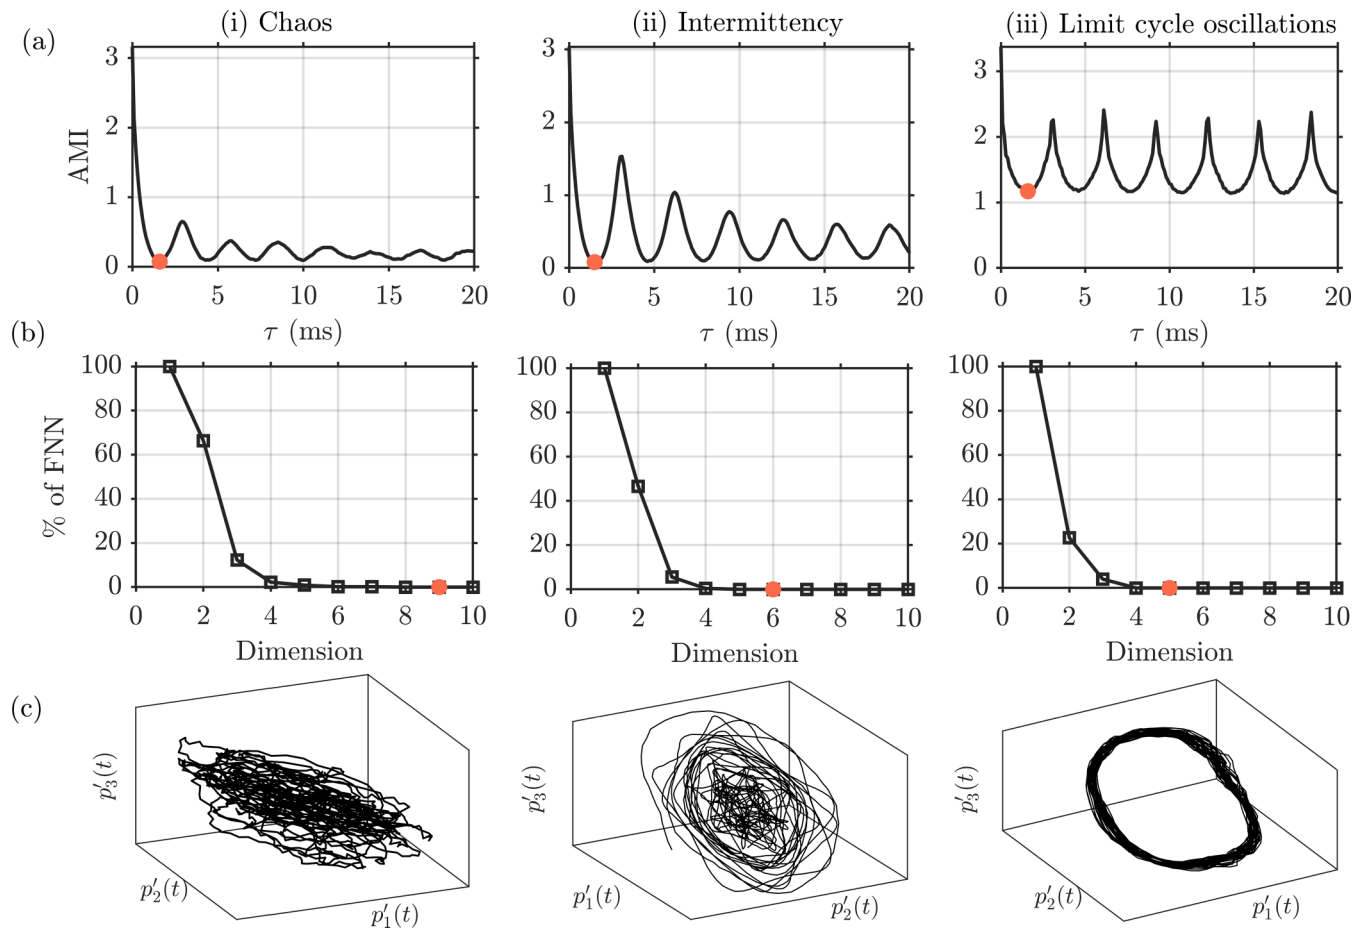 (i) Chaos (ii) Intermittency (iii) Limit cycle oscillations
(a)
AMI
3 2 1 0
0 5 10 15 20
τ (ms)
3 2 1 0
0 5 10 15 20
τ (ms)
3 2 1 0
0 5 10 15 20
τ (ms)
(b)
% of FNN
100 80 60 40 20 0
0 2 4 6 8 10
Dimension
100 80 60 40 20 0
0 2 4 6 8 10
Dimension
100 80 60 40 20 0
0 2 4 6 8 10
Dimension
(c)
p′3(t)
p′2(t)
p′1(t)
p′3(t)
p′1(t)
p′2(t)
p′3(t)
p′2(t)
p′1(t)